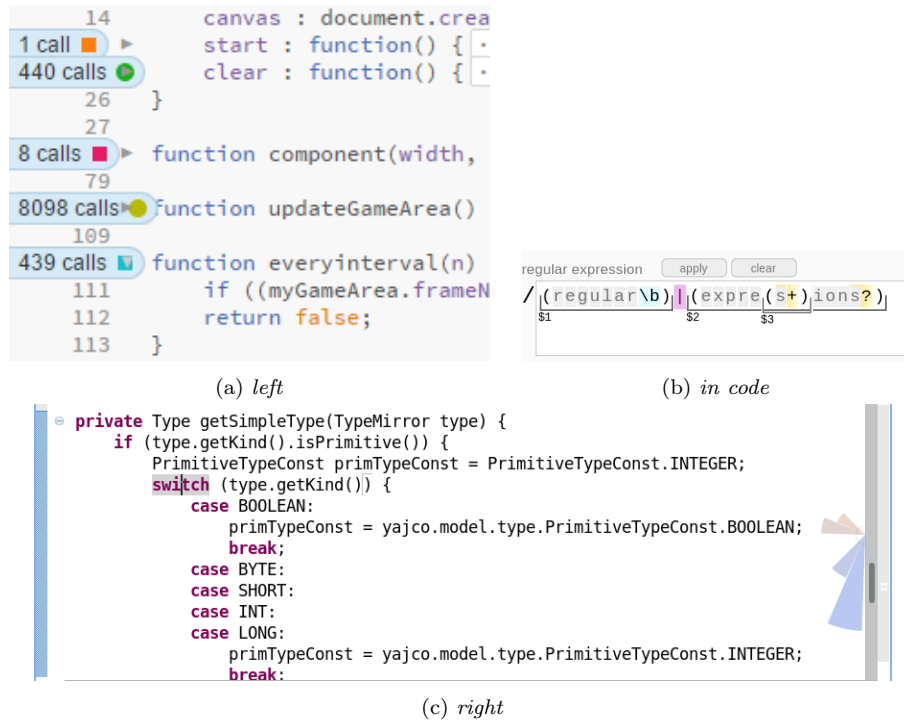 14 canvas : document.crea
1 call start : function() {
440 calls clear : function() {
26 }
27
8 calls function component(width,
79
8098 calls function updateGameArea()
109
439 calls function everyinterval(n)
111 if ((myGameArea.frameN
112 return false;
113 }
(a) left
regular expression apply clear
/(regular\b)|(expre(s+)ions?)
$1 $2 $3
(b) in code
private Type getSimpleType(TypeMirror type) {
if (type.getKind().isPrimitive()) {
PrimitiveTypeConst primTypeConst = PrimitiveTypeConst.INTEGER;
switch (type.getKind()) {
case BOOLEAN:
primTypeConst = yajco.model.type.PrimitiveTypeConst.BOOLEAN;
break;
case BYTE:
case SHORT:
case INT:
case LONG:
primTypeConst = yajco.model.type.PrimitiveTypeConst.INTEGER;
break;
(c) right